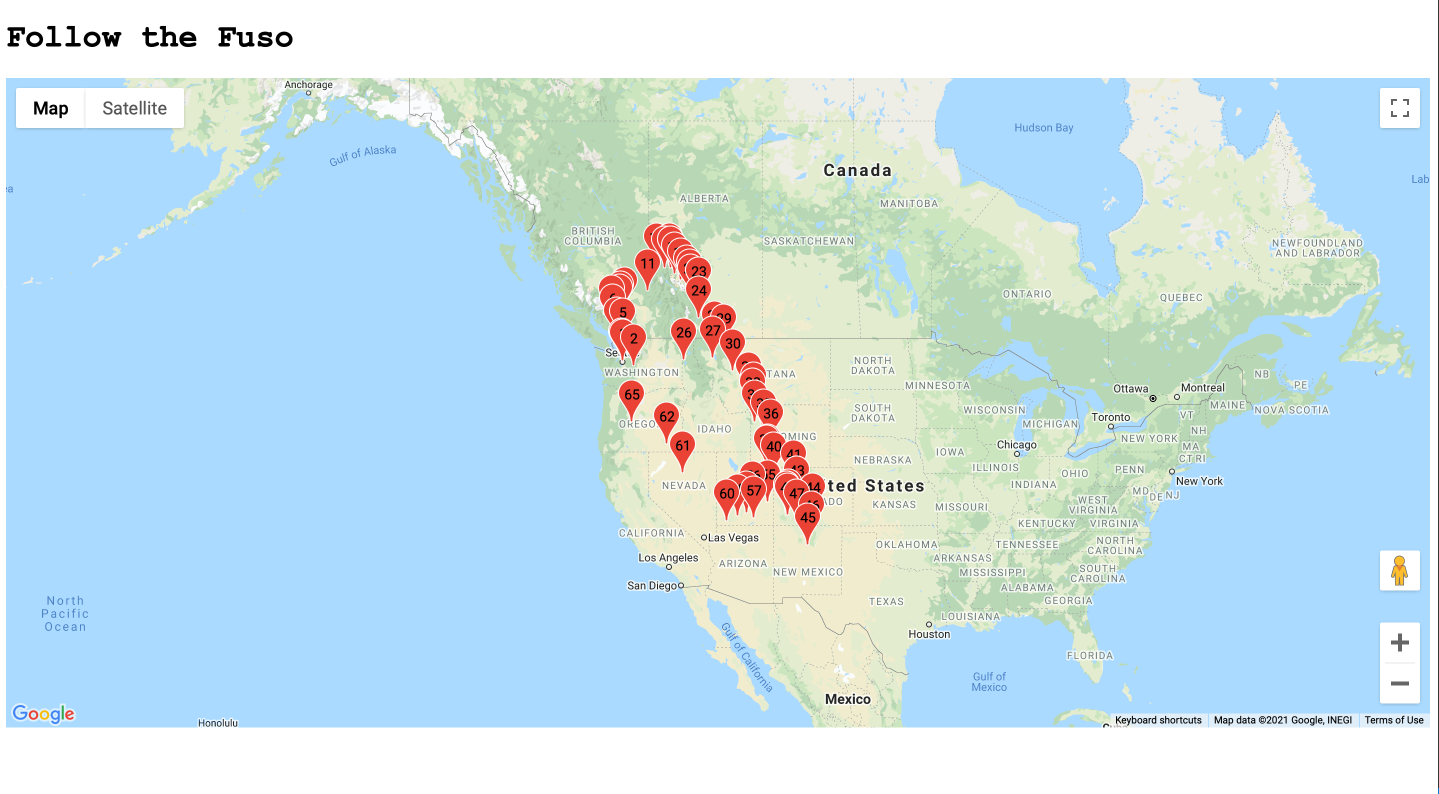 Follow the Fuso
Anchorage
Map
Satellite
Gulf of Alaska
Hudson Bay
Canada
Lab
ALBERTA
MANITOBA
BRITISH
COLUMBIA
SASKATCHEWAN
NEWFOUNDLAND
AND LABRADOR
11
23
24
ONTARIO
QUEBEC
5
29
26
27
2
30
WASHINGTON
NORTH
DAKOTA
MINNESOTA
NB
PE
Ottawa
Montreal
MAINE
NOVA SCOTIA
65
62
36
IDAHO
SOUTH
DAKOTA
WISCONSIN
MICHIGAN
Toronto
VT
NH
61
40
41
NEW YORK
MA
CT
RI
Chicago
IOWA
NEBRASKA
ILLINOIS
INDIANA
OHIO
PENN
New York
NEVADA
60
57
55
43
44
47
45
United States
KANSAS
MISSOURI
WEST
VIRGINIA
MD
DE
NJ
KENTUCKY
VIRGINIA
CALIFORNIA
Las Vegas
Los Angeles
ARIZONA
NEW MEXICO
OKLAHOMA
TENNESSEE
NORTH
CAROLINA
ARKANSAS
MISSISSIPPI
SOUTH
CAROLINA
San Diego
ALABAMA
GEORGIA
TEXAS
LOUISIANA
North
Pacific
Ocean
Gulf of California
Houston
FLORIDA
Gulf of
Mexico
Mexico
Google
Honolulu
Keyboard shortcuts
Map data ©2021 Google, INEGI
Terms of Use